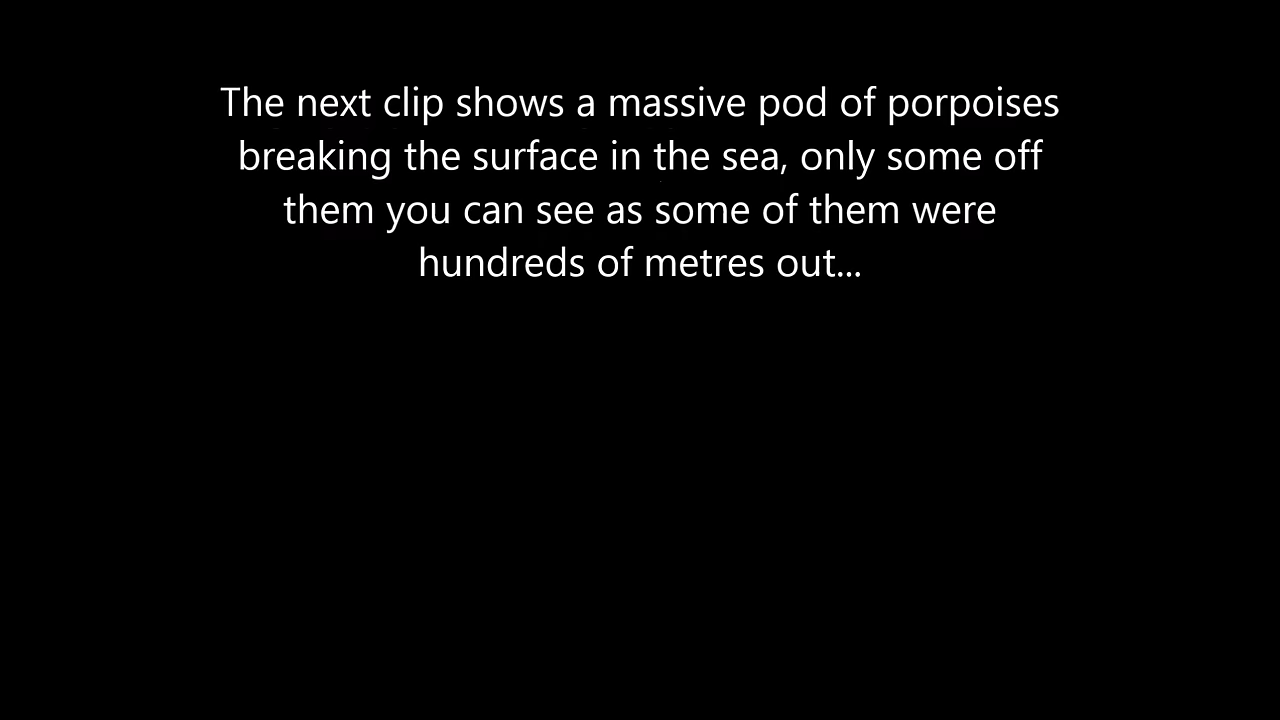 The next clip shows a massive pod of porpoises
breaking the surface in the sea, only some off
them you can see as some of them were
hundreds of metres out...